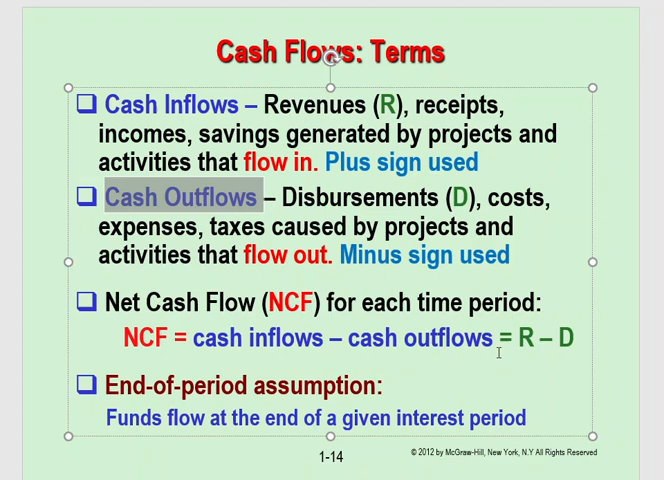 Cash Flows: Terms
Cash Inflows – Revenues (R), receipts,
incomes, savings generated by projects and
activities that flow in. Plus sign used
Cash Outflows – Disbursements (D), costs,
expenses, taxes caused by projects and
activities that flow out. Minus sign used
Net Cash Flow (NCF) for each time period:
NCF = cash inflows – cash outflows = R – D
End-of-period assumption:
Funds flow at the end of a given interest period
1-14
© 2012 by McGraw-Hill, New York, N.Y All Rights Reserved